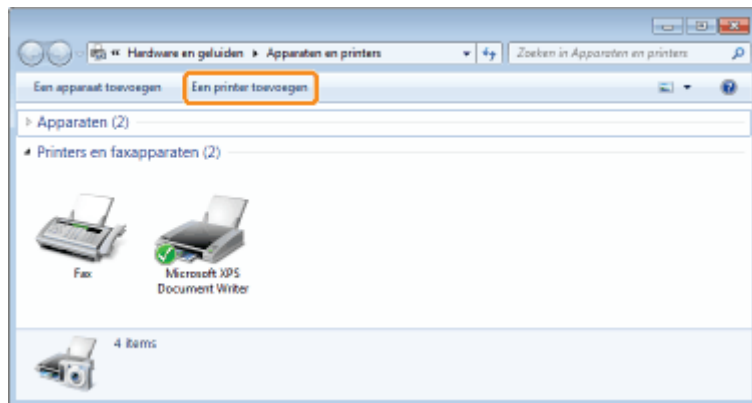 « Hardware en geluiden ▸ Apparaten en printers Zoeken in Apparaten en printers
Een apparaat toevoegen Een printer toevoegen
Apparaten (2)
Printers en faxapparaten (2)
Fax Microsoft XPS
Document Writer
4 items